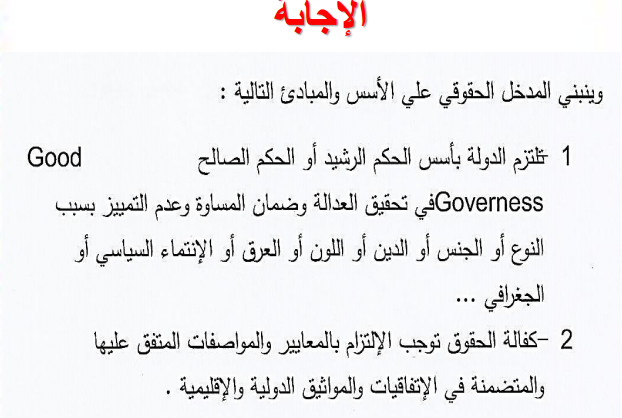 الإجابة
وينبني المدخل الحقوقي علي الأسس والمبادئ التالية :
1 –تلتزم الدولة بأسس الحكم الرشيد أو الحكم الصالح Good
Governessفي تحقيق العدالة وضمان المساوة وعدم التمييز بسبب
النوع أو الجنس أو الدين أو اللون أو العرق أو الإنتماء السياسي أو
الجغرافي ...
2 –كفالة الحقوق توجب الإلتزام بالمعايير والمواصفات المتفق عليها
والمتضمنة في الإتفاقيات والمواثيق الدولية والإقليمية .